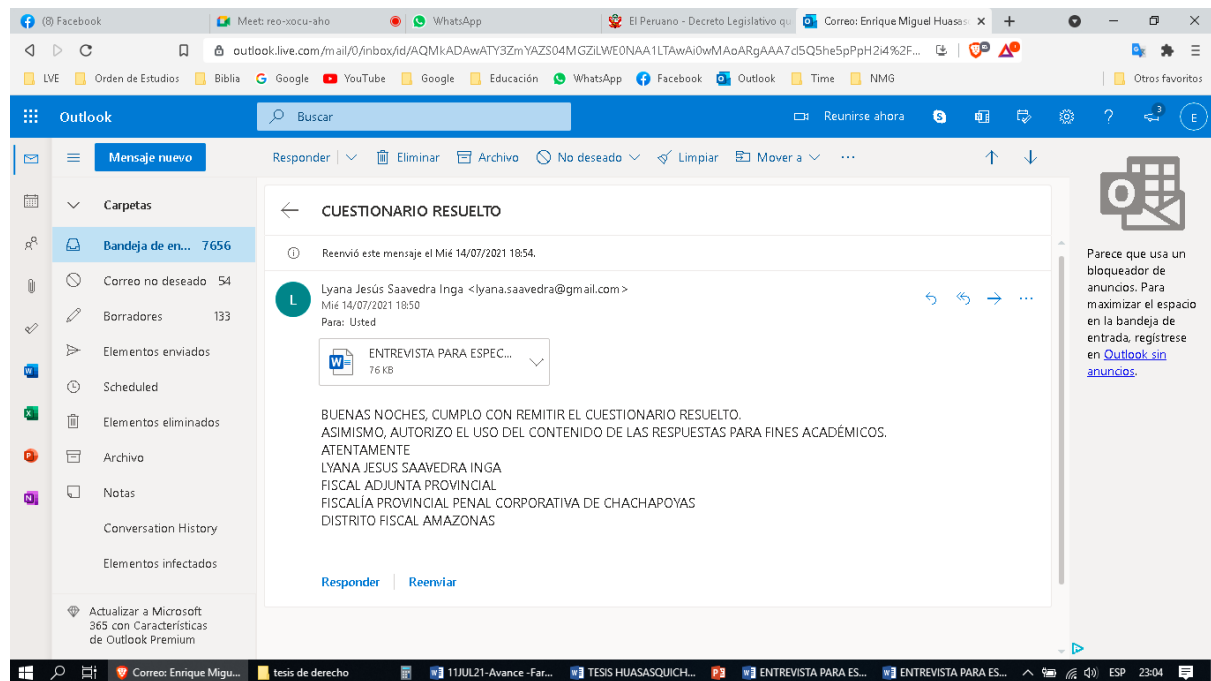 (8) Facebook
Meet: reo-xocu-aho
WhatsApp
El Peruano - Decreto Legislativo qu
Correo: Enrique Miguel Huasas
outlook.live.com/mail/0/inbox/id/AQMkADAwATY3ZmYAZS04MGZiLWE0NAA1LTAwAi0wMAoARgAAA7cl5Q5he5pPpH2i4%2F...
LVE
Orden de Estudios
Biblia
Google
YouTube
Google
Educación
WhatsApp
Facebook
Outlook
Time
NMG
Otros favoritos
Outlook
Buscar
Reunirse ahora
3
E
Mensaje nuevo
Responder
Eliminar
Archivo
No deseado
Limpiar
Mover a
Carpetas
Bandeja de en... 7656
Correo no deseado 54
Borradores 133
Elementos enviados
Scheduled
Elementos eliminados
Archivo
Notas
Conversation History
Elementos infectados
Actualizar a Microsoft
365 con Características
de Outlook Premium
CUESTIONARIO RESUELTO
Reenvió este mensaje el Mié 14/07/2021 18:54.
L
Lyana Jesús Saavedra Inga <lyana.saavedra@gmail.com>
Mié 14/07/2021 18:50
Para: Usted
ENTREVISTA PARA ESPEC...
76 KB
BUENAS NOCHES, CUMPLO CON REMITIR EL CUESTIONARIO RESUELTO.
ASIMISMO, AUTORIZO EL USO DEL CONTENIDO DE LAS RESPUESTAS PARA FINES ACADÉMICOS.
ATENTAMENTE
LYANA JESUS SAAVEDRA INGA
FISCAL ADJUNTA PROVINCIAL
FISCALÍA PROVINCIAL PENAL CORPORATIVA DE CHACHAPOYAS
DISTRITO FISCAL AMAZONAS
Responder
Reenviar
Parece que usa un
bloqueador de
anuncios. Para
maximizar el espacio
en la bandeja de
entrada, regístrese
en Outlook sin
anuncios.
Correo: Enrique Migu...
tesis de derecho
11JUL21-Avance -Far...
TESIS HUASASQUICH...
ENTREVISTA PARA ES...
ENTREVISTA PARA ES...
ESP
23:04